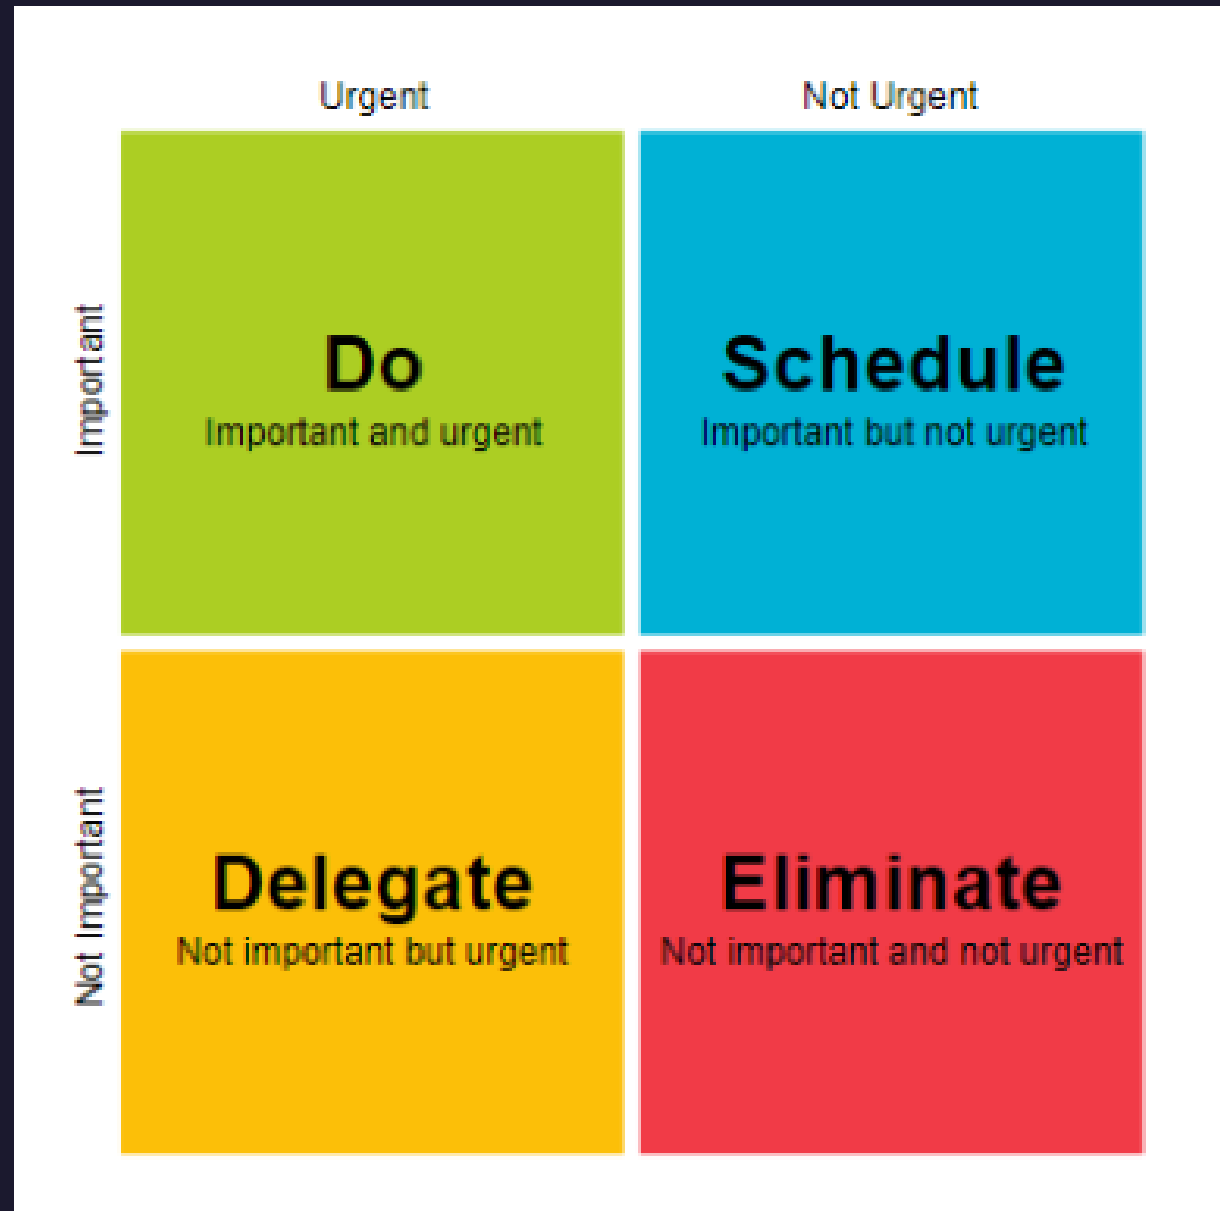 Urgent
Not Urgent
Important
Do
Important and urgent
Schedule
Important but not urgent
Not Important
Delegate
Not important but urgent
Eliminate
Not important and not urgent